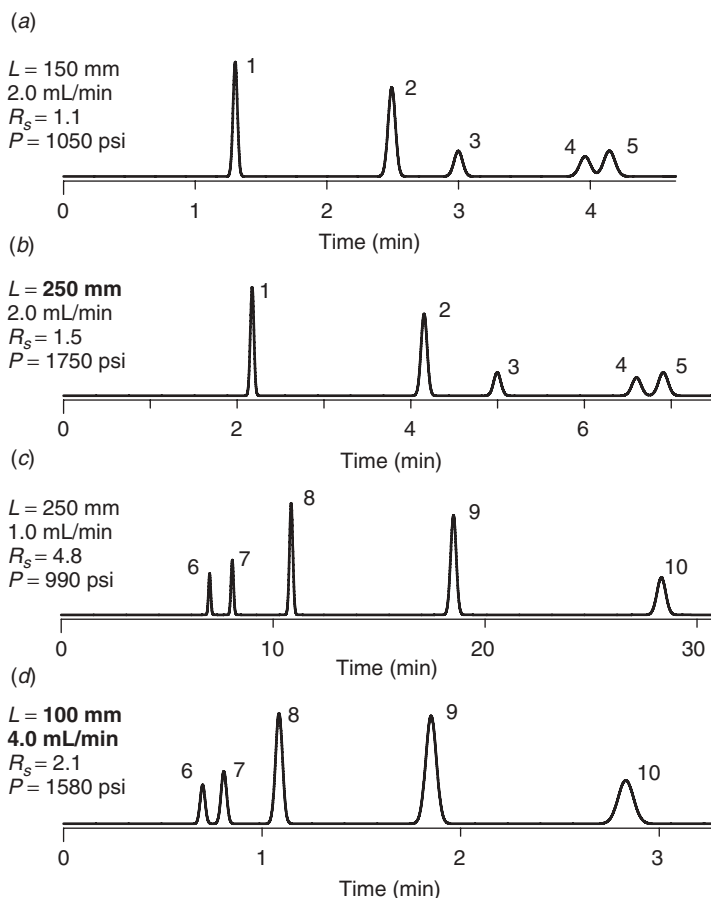 (a)
L = 150 mm
2.0 mL/min
Rs = 1.1
P = 1050 psi
1
2
3
4
5
0 1 2 3 4
Time (min)
(b)
L = 250 mm
2.0 mL/min
Rs = 1.5
P = 1750 psi
1
2
3
4
5
0 2 4 6
Time (min)
(c)
L = 250 mm
1.0 mL/min
Rs = 4.8
P = 990 psi
6
7
8
9
10
0 10 20 30
Time (min)
(d)
L = 100 mm
4.0 mL/min
Rs = 2.1
P = 1580 psi
6
7
8
9
10
0 1 2 3
Time (min)